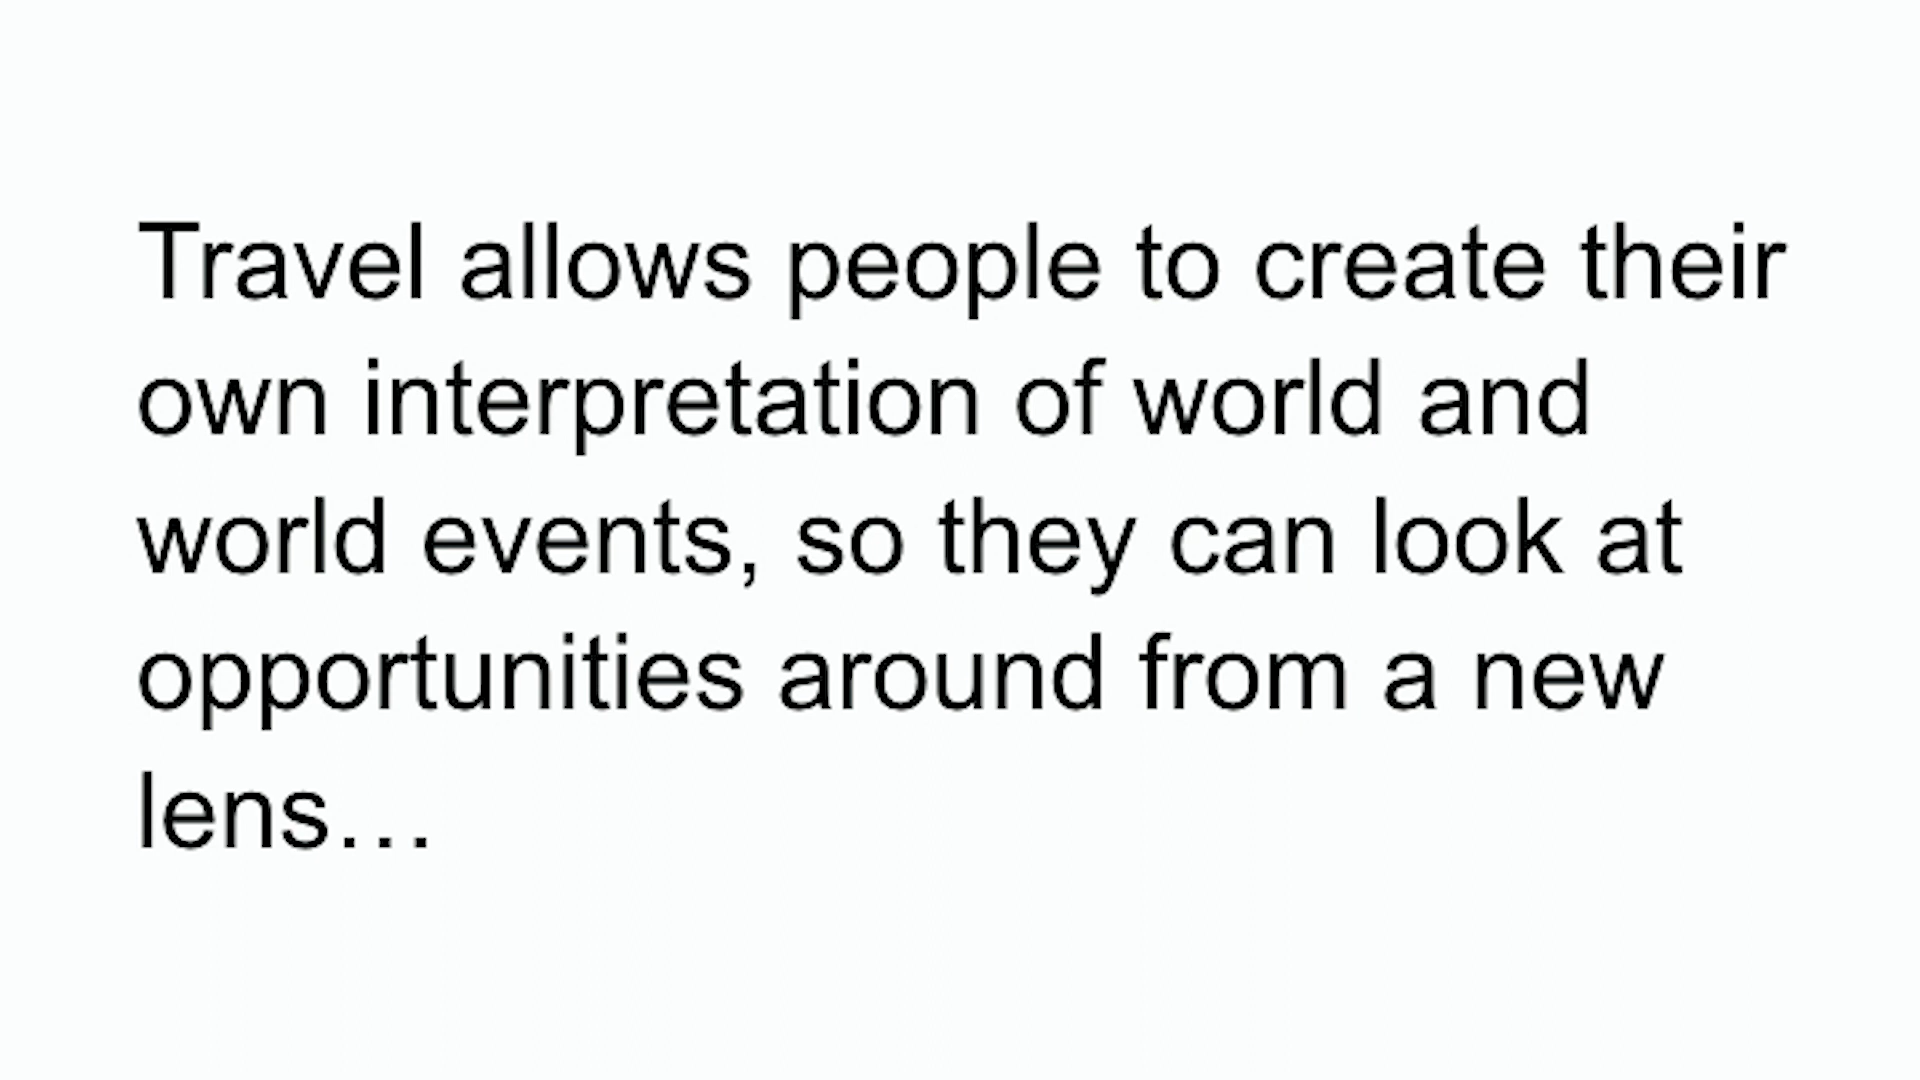 Travel allows people to create their
own interpretation of world and
world events, so they can look at
opportunities around from a new
lens…